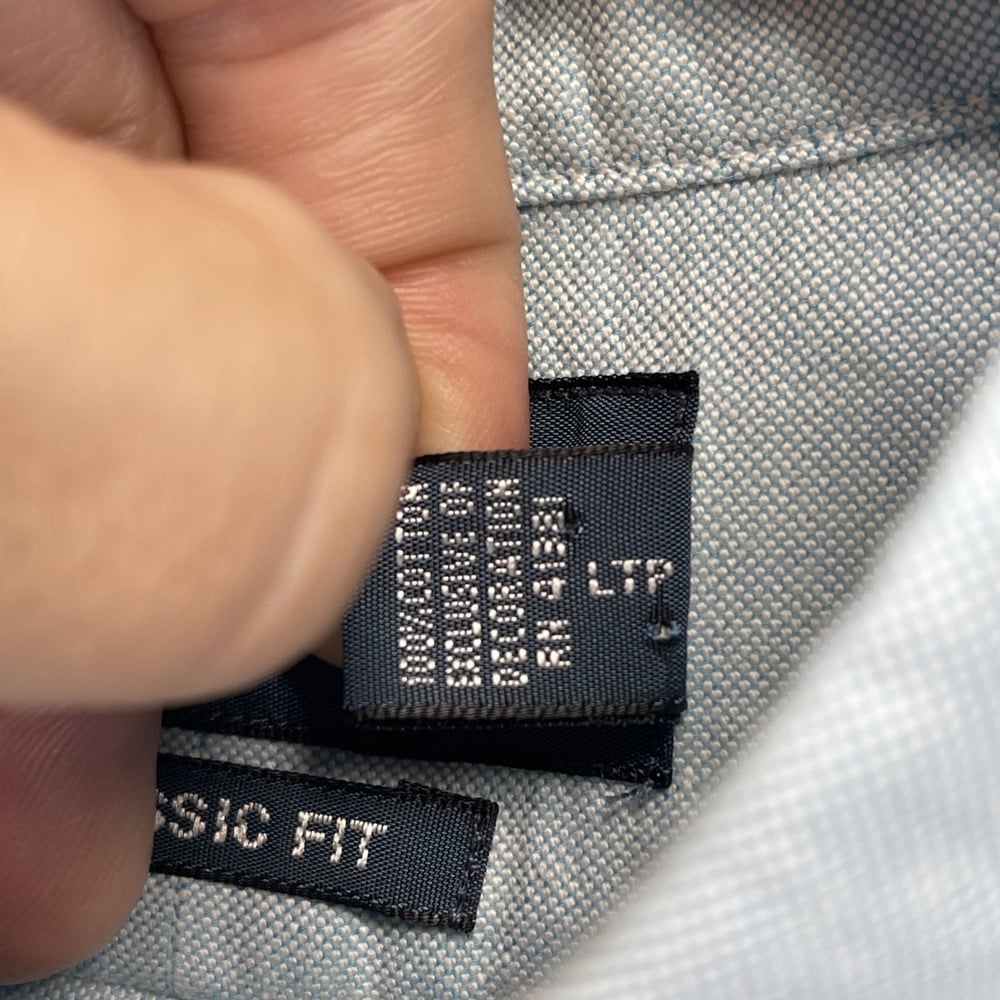 100% COTTON
EXCLUSIVE OF
DECORATION
RN 41381
LTP
SSIC FIT